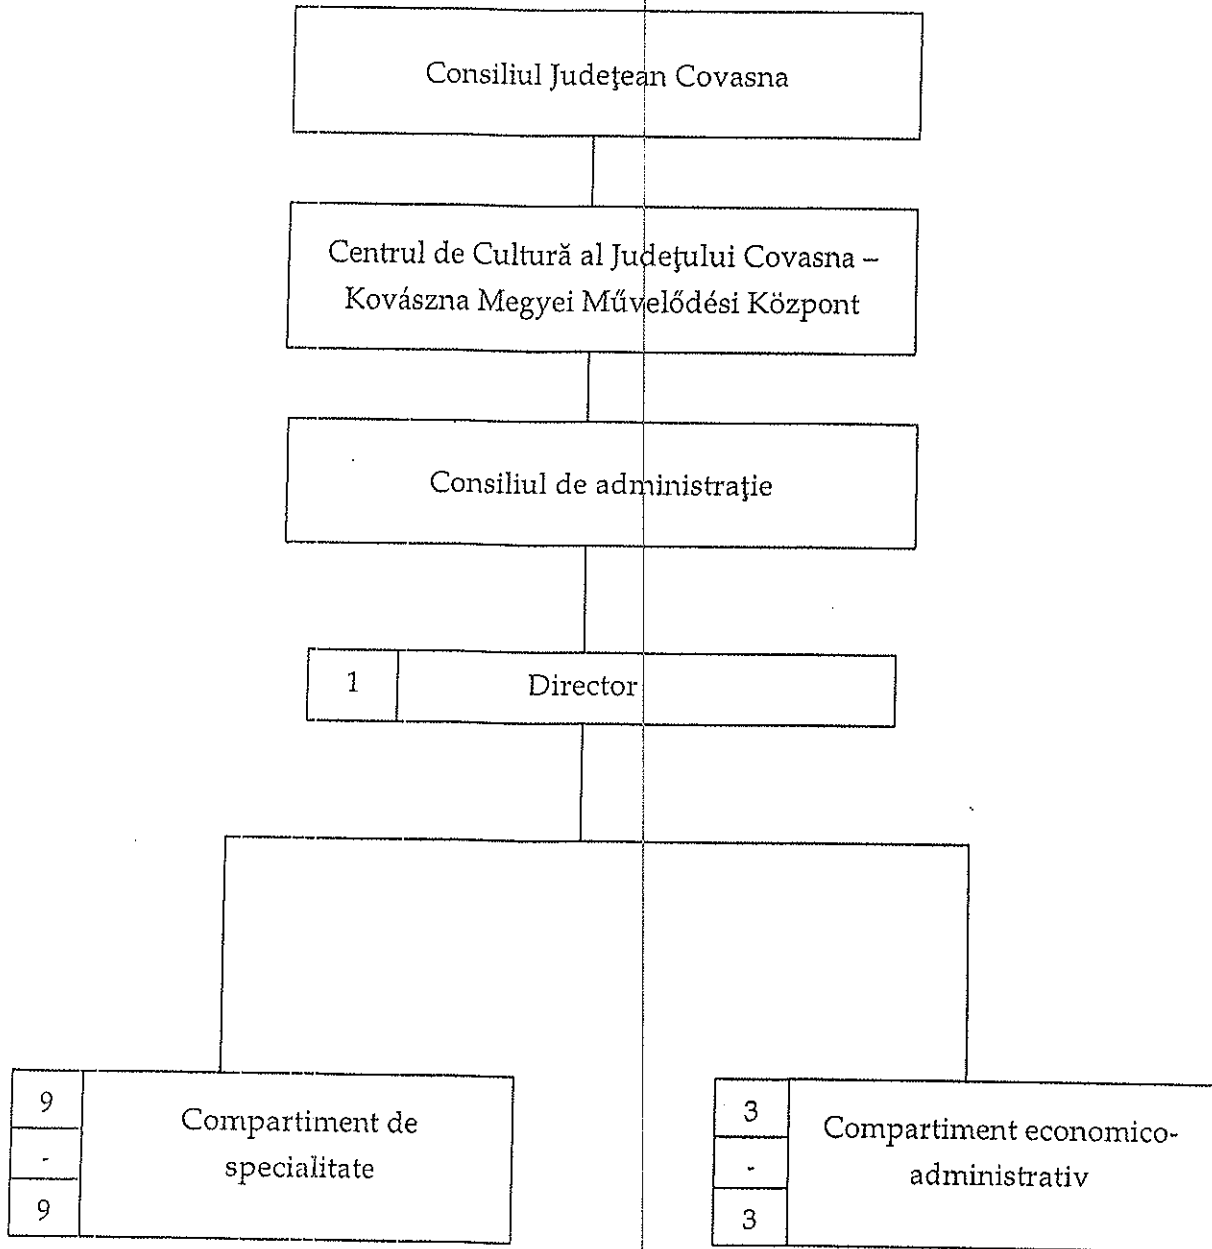 Consiliul Judeţean Covasna
Centrul de Cultură al Judeţului Covasna –
Kovászna Megyei Művelődési Központ
Consiliul de administraţie
1 Director
9
-
9
Compartiment de
specialitate
3
-
3
Compartiment economico-
administrativ